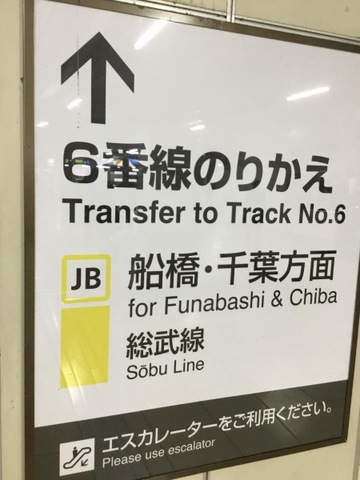 6番線のりかえ
Transfer to Track No.6
JB
船橋・千葉方面
for Funabashi & Chiba
総武線
Sōbu Line
エスカレーターをご利用ください。
Please use escalator